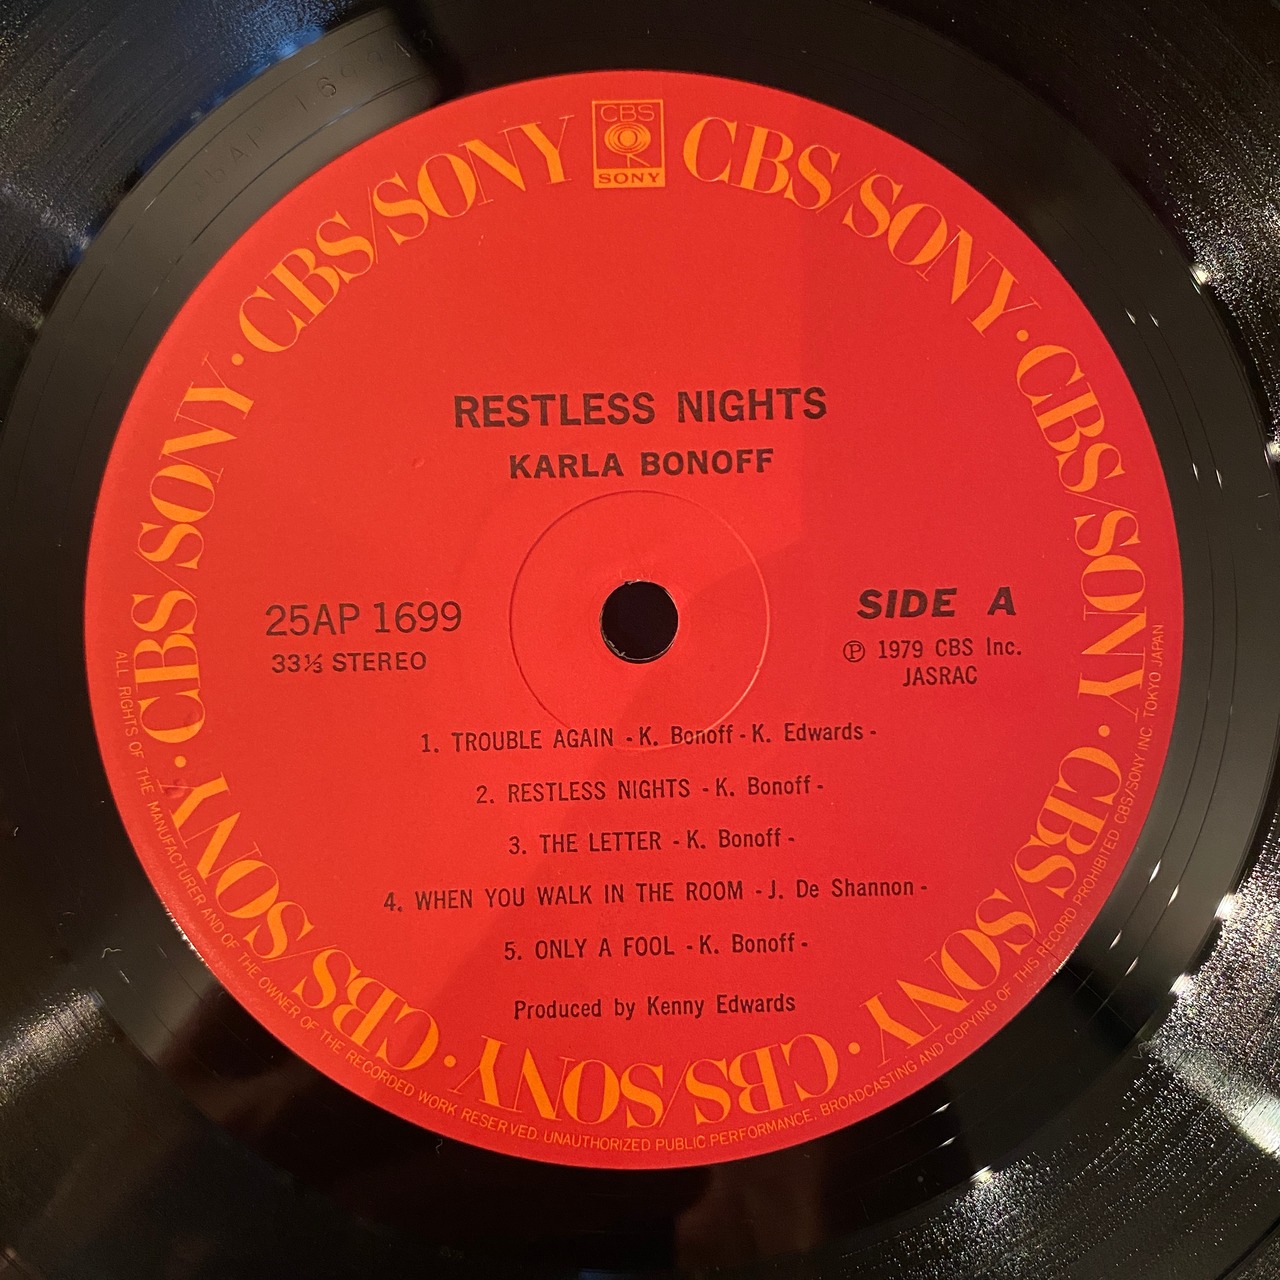 CBS
SONY
CBS/SONY · CBS/SONY · CBS/SONY · CBS/SONY · CBS/SONY · CBS/SONY · CBS/SONY · CBS/SONY
RESTLESS NIGHTS
KARLA BONOFF
25AP 1699
33⅓ STEREO
SIDE A
Ⓟ 1979 CBS Inc.
JASRAC
1. TROUBLE AGAIN - K. Bonoff - K. Edwards -
2. RESTLESS NIGHTS - K. Bonoff -
3. THE LETTER - K. Bonoff -
4. WHEN YOU WALK IN THE ROOM - J. De Shannon -
5. ONLY A FOOL - K. Bonoff -
Produced by Kenny Edwards
ALL RIGHTS OF THE MANUFACTURER AND OF THE OWNER OF THE RECORDED WORK RESERVED. UNAUTHORIZED PUBLIC PERFORMANCE, BROADCASTING AND COPYING OF THIS RECORD PROHIBITED CBS/SONY INC TOKYO JAPAN